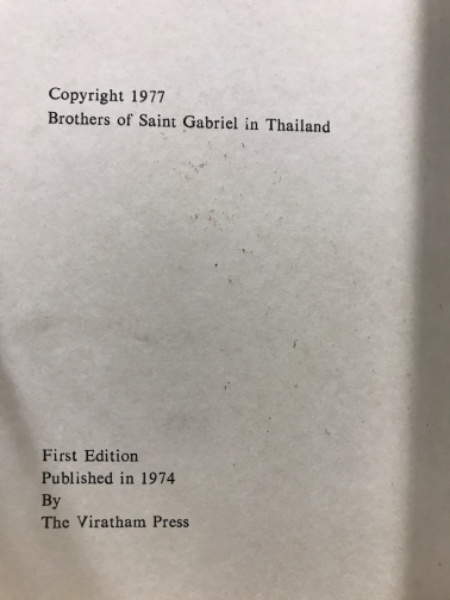 Copyright 1977
Brothers of Saint Gabriel in Thailand
First Edition
Published in 1974
By
The Viratham Press